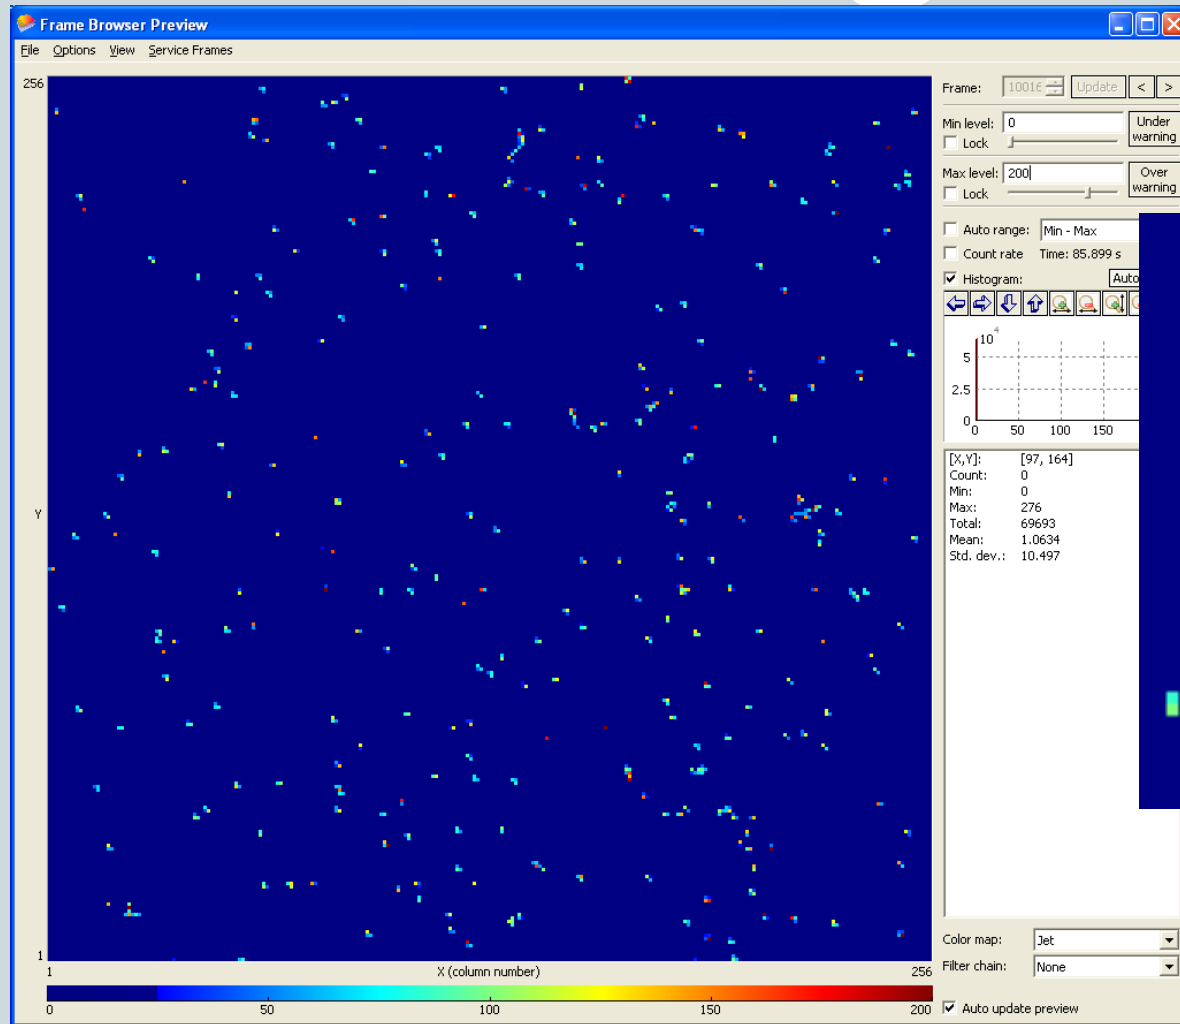 Frame Browser Preview
File Options View Service Frames
256
Y
1
1 X (column number) 256
0 50 100 150 200
Frame: 10016 Update < >
Min level: 0 Under warning
Lock
Max level: 200 Over warning
Lock
Auto range: Min - Max
Count rate Time: 85.899 s
Histogram: Auto
10^4
5
2.5
0
0 50 100 150
[X,Y]: [97, 164]
Count: 0
Min: 0
Max: 276
Total: 69693
Mean: 1.0634
Std. dev.: 10.497
Color map: Jet
Filter chain: None
Auto update preview